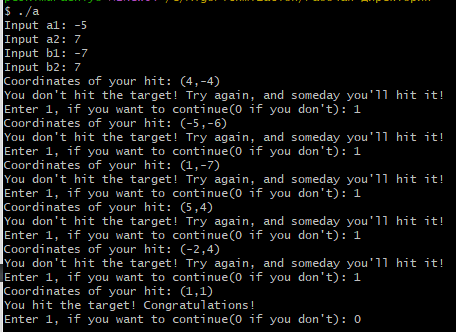 $ ./a
Input a1: -5
Input a2: 7
Input b1: -7
Input b2: 7
Coordinates of your hit: (4,-4)
You don't hit the target! Try again, and someday you'll hit it!
Enter 1, if you want to continue(0 if you don't): 1
Coordinates of your hit: (-5,-6)
You don't hit the target! Try again, and someday you'll hit it!
Enter 1, if you want to continue(0 if you don't): 1
Coordinates of your hit: (1,-7)
You don't hit the target! Try again, and someday you'll hit it!
Enter 1, if you want to continue(0 if you don't): 1
Coordinates of your hit: (5,4)
You don't hit the target! Try again, and someday you'll hit it!
Enter 1, if you want to continue(0 if you don't): 1
Coordinates of your hit: (-2,4)
You don't hit the target! Try again, and someday you'll hit it!
Enter 1, if you want to continue(0 if you don't): 1
Coordinates of your hit: (1,1)
You hit the target! Congratulations!
Enter 1, if you want to continue(0 if you don't): 0